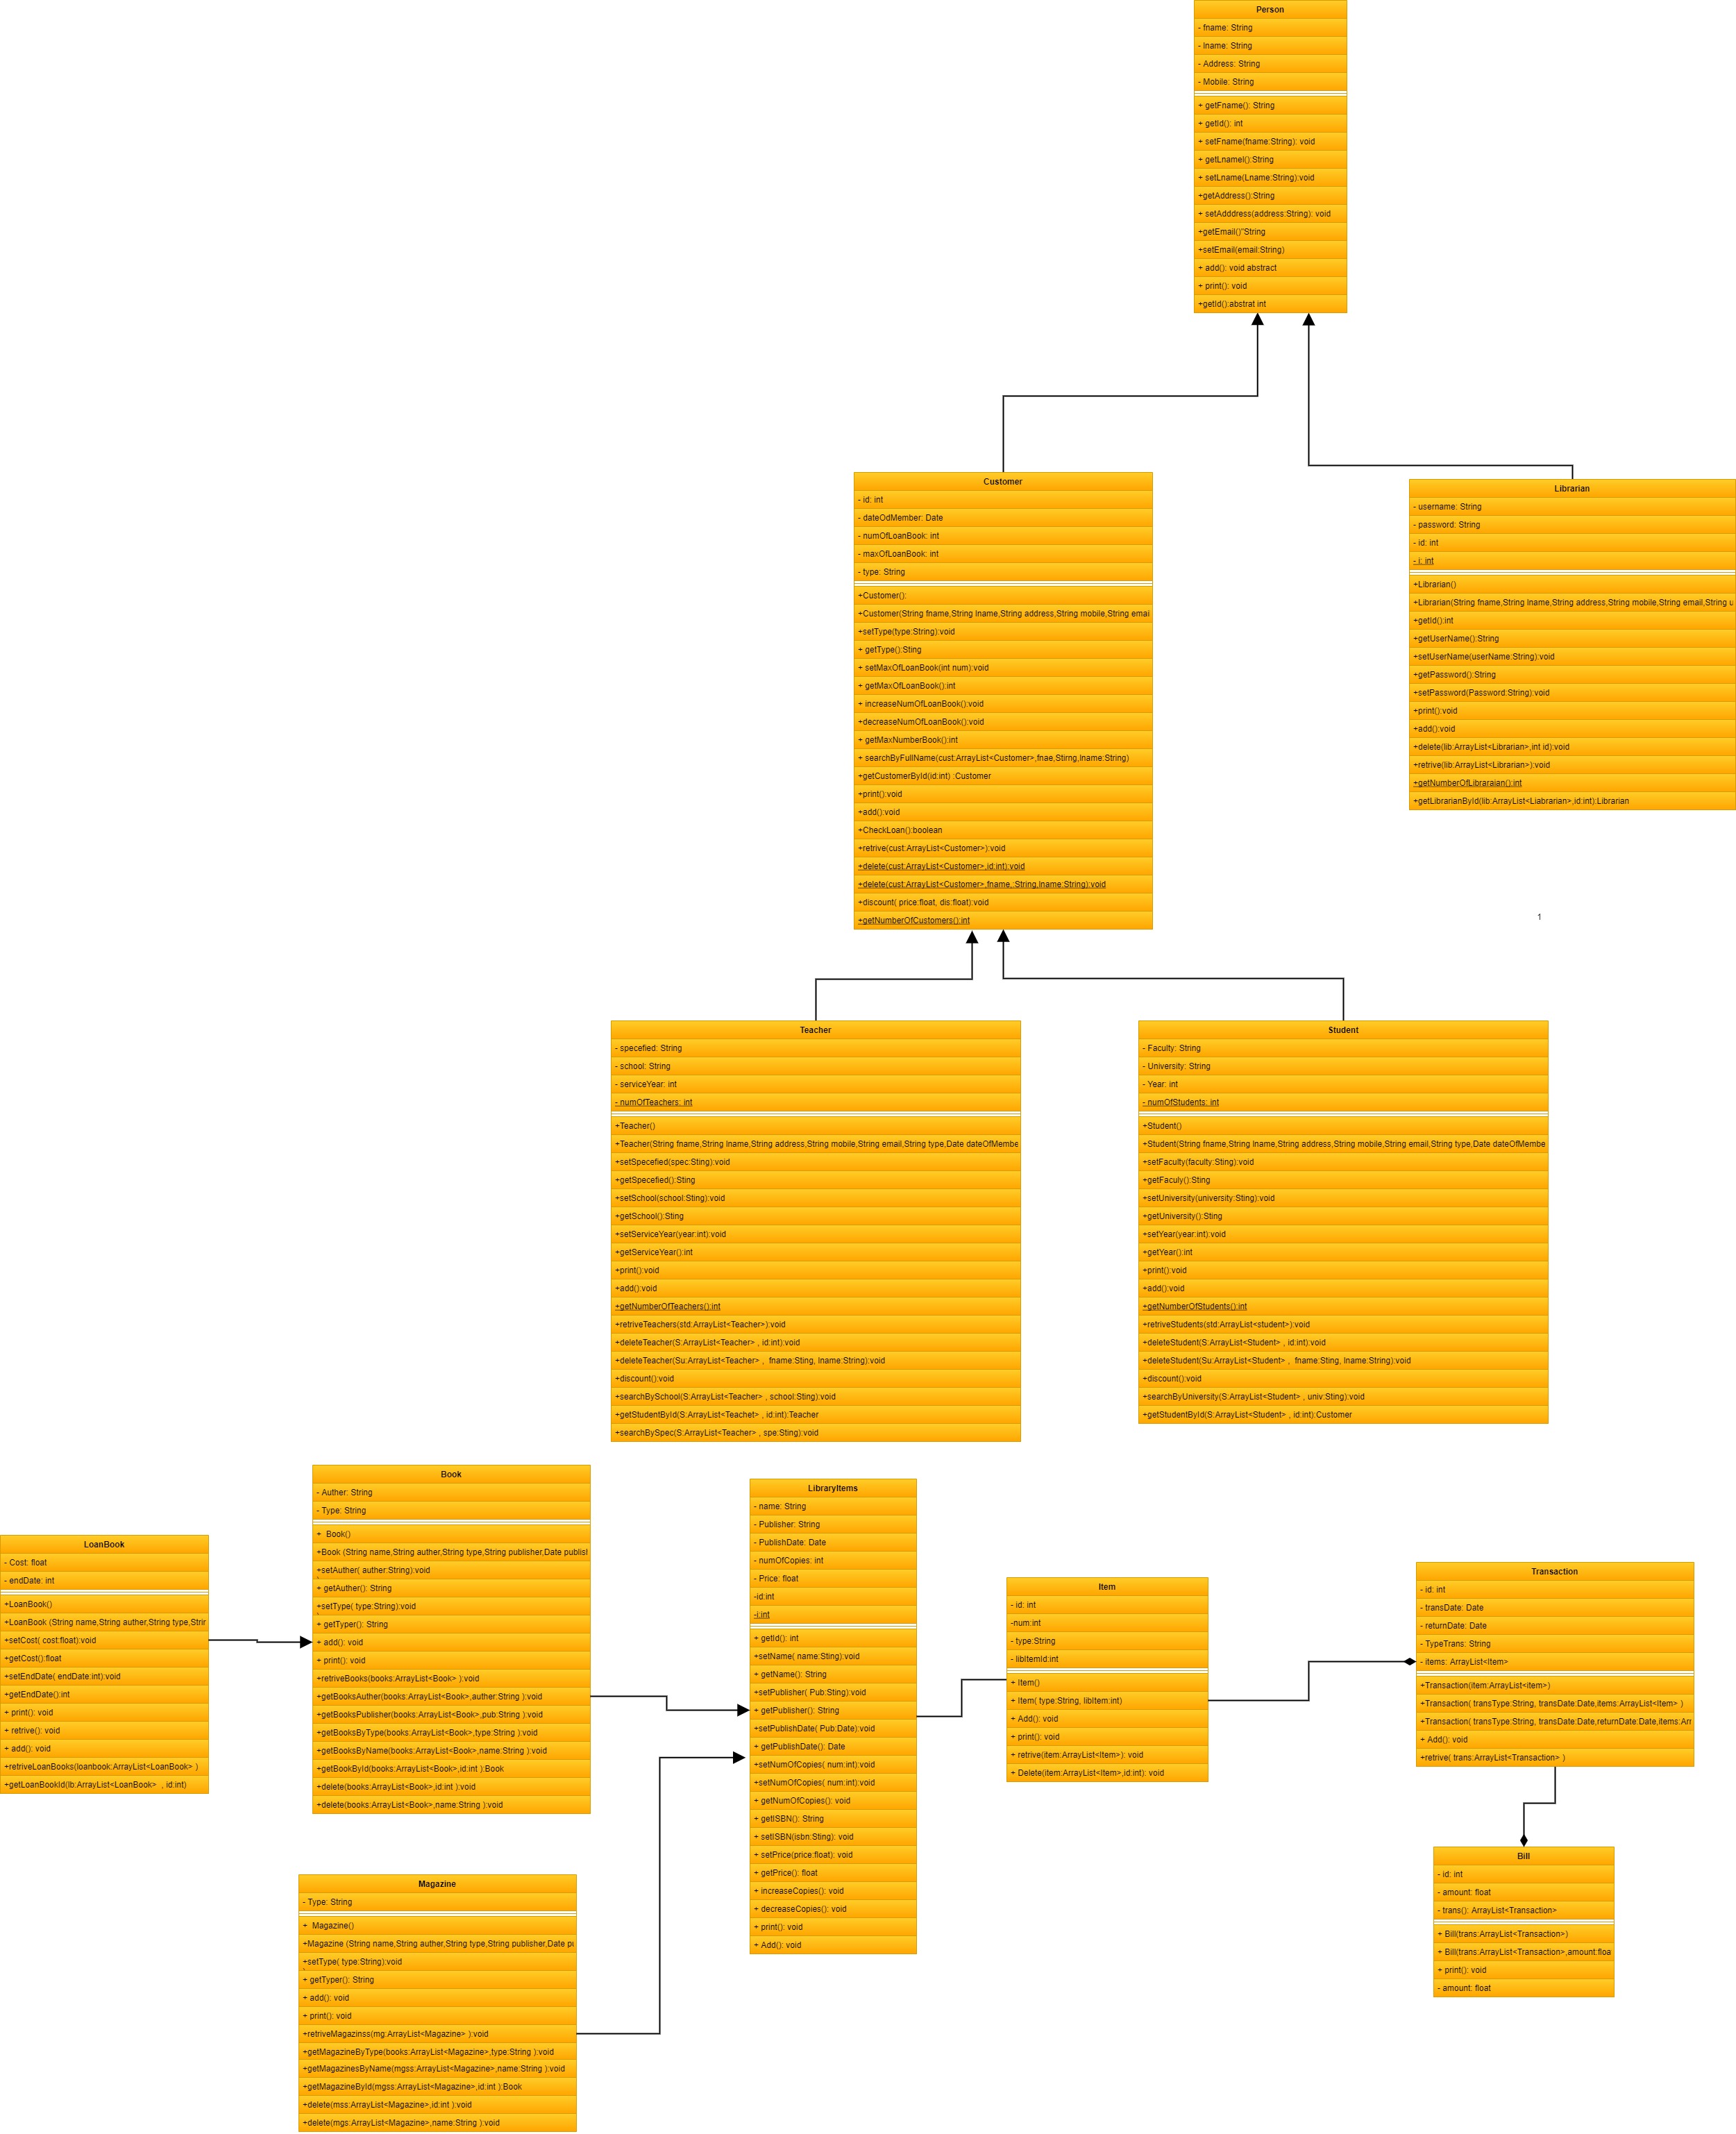 Person
- fname: String
- lname: String
- Address: String
- Mobile: String
+ getFname(): String
+ getId(): int
+ setFname(fname:String): void
+ getLnamel():String
+ setLname(Lname:String):void
+getAddress():String
+ setAdddress(address:String): void
+getEmail()"String
+setEmail(email:String)
+ add(): void abstract
+ print(): void
+getId():abstrat int
Customer
- id: int
- dateOdMember: Date
- numOfLoanBook: int
- maxOfLoanBook: int
- type: String
+Customer():
+Customer(String fname,String lname,String address,String mobile,String emai
+setType(type:String):void
+ getType():Sting
+ setMaxOfLoanBook(int num):void
+ getMaxOfLoanBook():int
+ increaseNumOfLoanBook():void
+decreaseNumOfLoanBook():void
+ getMaxNumberBook():int
+ searchByFullName(cust:ArrayList<Customer>,fnae,Stirng,lname:String)
+getCustomerById(id:int) :Customer
+print():void
+add():void
+CheckLoan():boolean
+retrive(cust:ArrayList<Customer>):void
+delete(cust:ArrayList<Customer>,id:int):void
+delete(cust:ArrayList<Customer>,fname, :String,lname:String):void
+discount( price:float, dis:float):void
+getNumberOfCustomers():int
Librarian
- username: String
- password: String
- id: int
- i: int
+Librarian()
+Librarian(String fname,String lname,String address,String mobile,String email,String u
+getId():int
+getUserName():String
+setUserName(userName:String):void
+getPassword():String
+setPassword(Password:String):void
+print():void
+add():void
+delete(lib:ArrayList<Librarian>,int id):void
+retrive(lib:ArrayList<Librarian>):void
+getNumberOfLibraraian():int
+getLibrarianById(lib:ArrayList<Liabrarian>,id:int):Librarian
1
Teacher
- specefied: String
- school: String
- serviceYear: int
- numOfTeachers: int
+Teacher()
+Teacher(String fname,String lname,String address,String mobile,String email,String type,Date dateOfMembe
+setSpecefied(spec:Sting):void
+getSpecefied():Sting
+setSchool(school:Sting):void
+getSchool():Sting
+setServiceYear(year:int):void
+getServiceYear():int
+print():void
+add():void
+getNumberOfTeachers():int
+retriveTeachers(std:ArrayList<Teacher>):void
+deleteTeacher(S:ArrayList<Teacher> , id:int):void
+deleteTeacher(Su:ArrayList<Teacher> ,  fname:Sting, lname:String):void
+discount():void
+searchBySchool(S:ArrayList<Teacher> , school:Sting):void
+getStudentById(S:ArrayList<Teachet> , id:int):Teacher
+searchBySpec(S:ArrayList<Teacher> , spe:Sting):void
Student
- Faculty: String
- University: String
- Year: int
- numOfStudents: int
+Student()
+Student(String fname,String lname,String address,String mobile,String email,String type,Date dateOfMembe
+setFaculty(faculty:Sting):void
+getFaculy():Sting
+setUniversity(university:Sting):void
+getUniversity():Sting
+setYear(year:int):void
+getYear():int
+print():void
+add():void
+getNumberOfStudents():int
+retriveStudents(std:ArrayList<student>):void
+deleteStudent(S:ArrayList<Student> , id:int):void
+deleteStudent(Su:ArrayList<Student> ,  fname:Sting, lname:String):void
+discount():void
+searchByUniversity(S:ArrayList<Student> , univ:Sting):void
+getStudentById(S:ArrayList<Student> , id:int):Customer
LoanBook
- Cost: float
- endDate: int
+LoanBook()
+LoanBook (String name,String auther,String type,Strir
+setCost( cost:float):void
+getCost():float
+setEndDate( endDate:int):void
+getEndDate():int
+ print(): void
+ retrive(): void
+ add(): void
+retriveLoanBooks(loanbook:ArrayList<LoanBook> )
+getLoanBookId(lb:ArrayList<LoanBook>  , id:int)
Book
- Auther: String
- Type: String
+  Book()
+Book (String name,String auther,String type,String publisher,Date publisl
+setAuther( auther:String):void
+ getAuther(): String
+setType( type:String):void
+ getTyper(): String
+ add(): void
+ print(): void
+retriveBooks(books:ArrayList<Book> ):void
+getBooksAuther(books:ArrayList<Book>,auther:String ):void
+getBooksPublisher(books:ArrayList<Book>,pub:String ):void
+getBooksByType(books:ArrayList<Book>,type:String ):void
+getBooksByName(books:ArrayList<Book>,name:String ):void
+getBookById(books:ArrayList<Book>,id:int ):Book
+delete(books:ArrayList<Book>,id:int ):void
+delete(books:ArrayList<Book>,name:String ):void
Magazine
- Type: String
+  Magazine()
+Magazine (String name,String auther,String type,String publisher,Date pu
+setType( type:String):void
+ getTyper(): String
+ add(): void
+ print(): void
+retriveMagazinss(mg:ArrayList<Magazine> ):void
+getMagazineByType(books:ArrayList<Magazine>,type:String ):void
+getMagazinesByName(mgss:ArrayList<Magazine>,name:String ):void
+getMagazineById(mgss:ArrayList<Magazine>,id:int ):Book
+delete(mss:ArrayList<Magazine>,id:int ):void
+delete(mgs:ArrayList<Magazine>,name:String ):void
LibraryItems
- name: String
- Publisher: String
- PublishDate: Date
- numOfCopies: int
- Price: float
-id:int
-i:int
+ getId(): int
+setName( name:Sting):void
+ getName(): String
+setPublisher( Pub:Sting):void
+ getPublisher(): String
+setPublishDate( Pub:Date):void
+ getPublishDate(): Date
+setNumOfCopies( num:int):void
+setNumOfCopies( num:int):void
+ getNumOfCopies(): void
+ getISBN(): String
+ setISBN(isbn:Sting): void
+ setPrice(price:float): void
+ getPrice(): float
+ increaseCopies(): void
+ decreaseCopies(): void
+ print(): void
+ Add(): void
Item
- id: int
-num:int
- type:String
- libItemId:int
+ Item()
+ Item( type:String, libItem:int)
+ Add(): void
+ print(): void
+ retrive(item:ArrayList<Item>): void
+ Delete(item:ArrayList<Item>,id:int): void
Transaction
- id: int
- transDate: Date
- returnDate: Date
- TypeTrans: String
- items: ArrayList<Item>
+Transaction(item:ArrayList<item>)
+Transaction( transType:String, transDate:Date,items:ArrayList<Item> )
+Transaction( transType:String, transDate:Date,returnDate:Date,items:Arr
+ Add(): void
+retrive( trans:ArrayList<Transaction> )
Bill
- id: int
- amount: float
- trans(): ArrayList<Transaction>
+ Bill(trans:ArrayList<Transaction>)
+ Bill(trans:ArrayList<Transaction>,amount:floa
+ print(): void
- amount: float